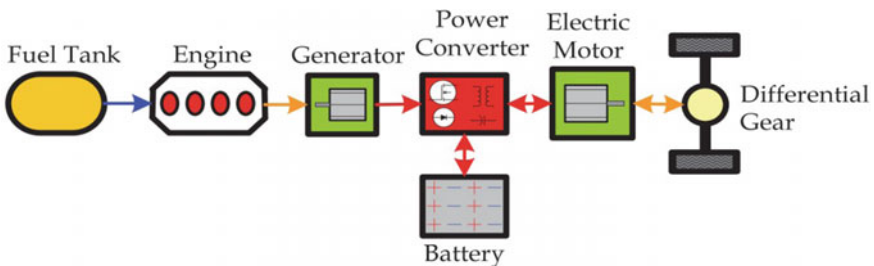 Fuel Tank
Engine
Generator
Power
Converter
Electric
Motor
Differential
Gear
Battery